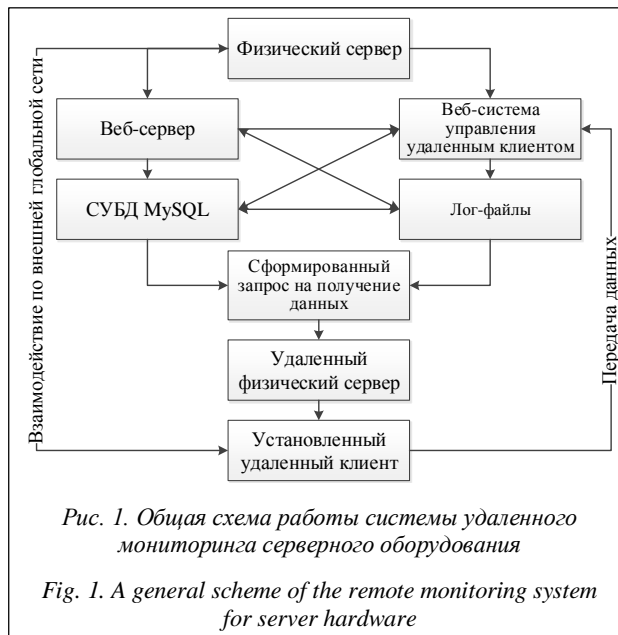 Физический сервер
Веб-сервер
Веб-система
управления
удаленным клиентом
СУБД MySQL
Лог-файлы
Сформированный
запрос на получение
данных
Удаленный
физический сервер
Установленный
удаленный клиент
Взаимодействие по внешней глобальной сети
Передача данных
Рис. 1. Общая схема работы системы удаленного
мониторинга серверного оборудования
Fig. 1. A general scheme of the remote monitoring system
for server hardware